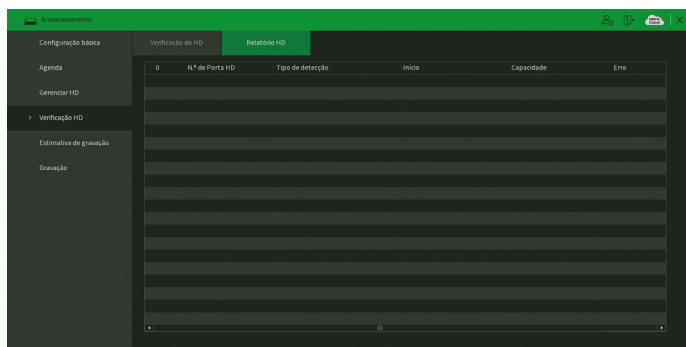 Armazenamento
Configuração básica
Verificação de HD
Relatório HD
Agenda
0 N.º de Porta HD Tipo de detecção Início Capacidade Erro
Gerenciar HD
> Verificação HD
Estimativa de gravação
Gravação